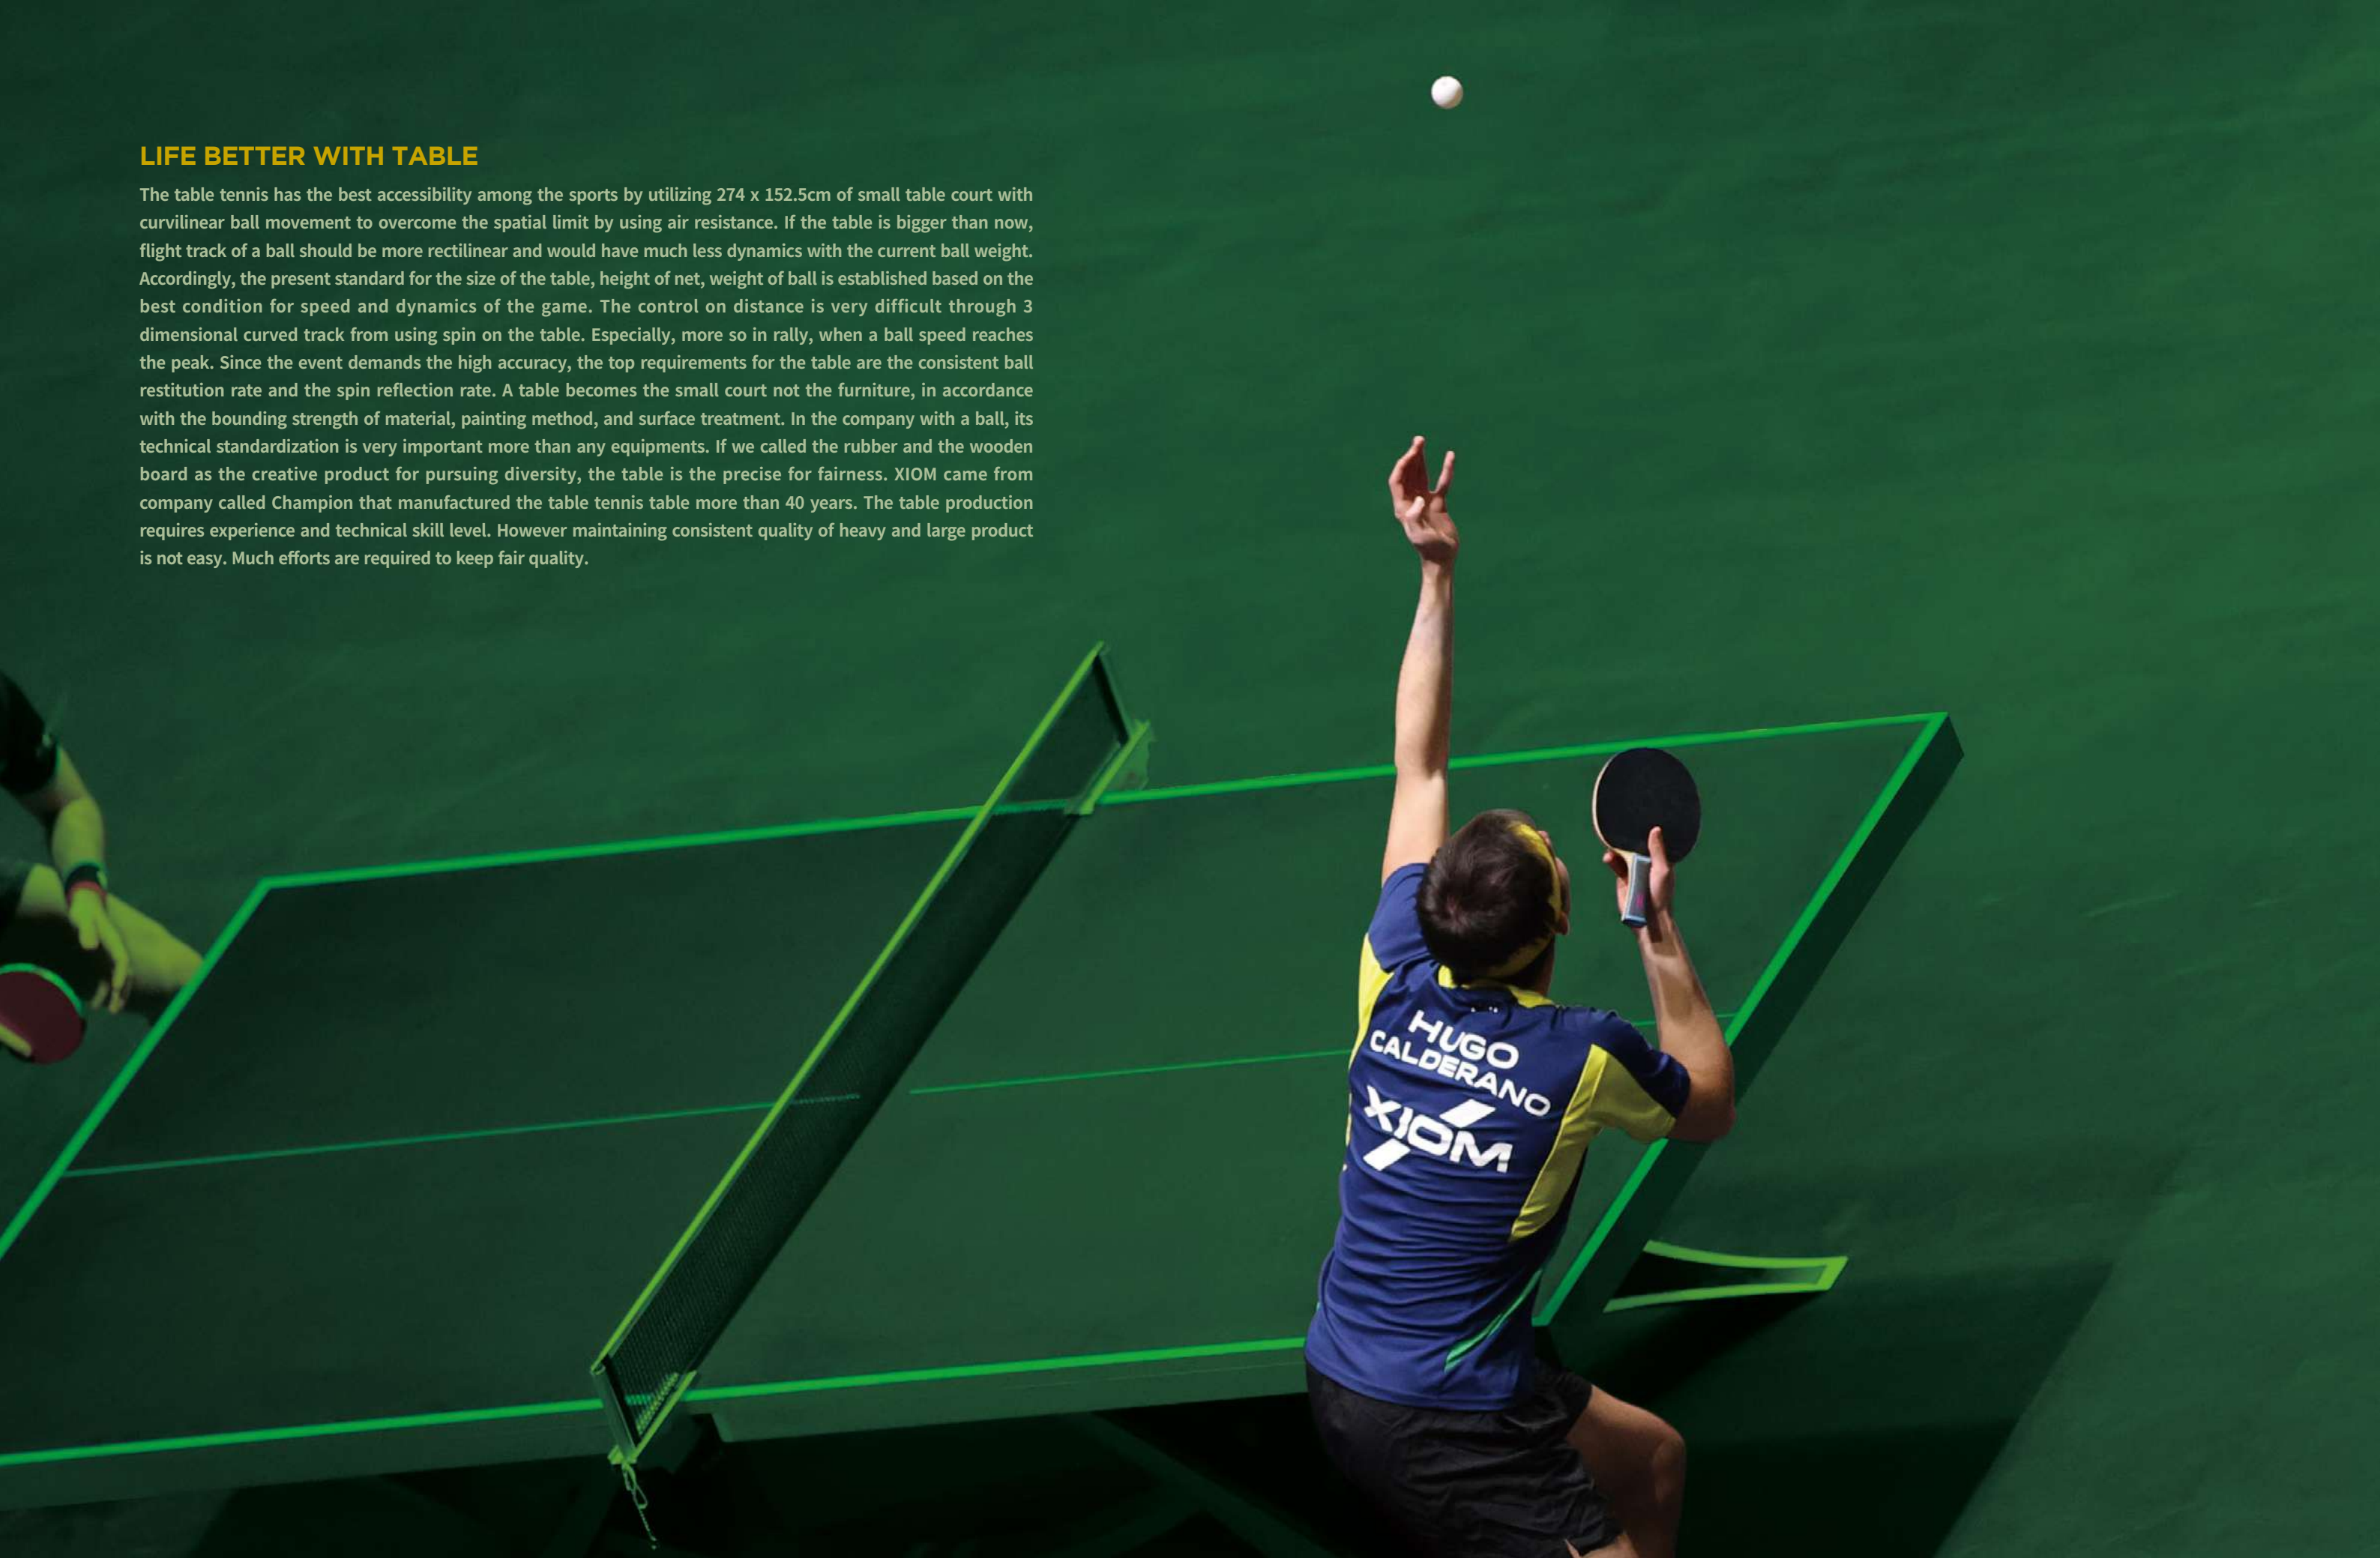 LIFE BETTER WITH TABLE
The table tennis has the best accessibility among the sports by utilizing 274 x 152.5cm of small table court with
curvilinear ball movement to overcome the spatial limit by using air resistance. If the table is bigger than now,
flight track of a ball should be more rectilinear and would have much less dynamics with the current ball weight.
Accordingly, the present standard for the size of the table, height of net, weight of ball is established based on the
best condition for speed and dynamics of the game. The control on distance is very difficult through 3
dimensional curved track from using spin on the table. Especially, more so in rally, when a ball speed reaches
the peak. Since the event demands the high accuracy, the top requirements for the table are the consistent ball
restitution rate and the spin reflection rate. A table becomes the small court not the furniture, in accordance
with the bounding strength of material, painting method, and surface treatment. In the company with a ball, its
technical standardization is very important more than any equipments. If we called the rubber and the wooden
board as the creative product for pursuing diversity, the table is the precise for fairness. XIOM came from
company called Champion that manufactured the table tennis table more than 40 years. The table production
requires experience and technical skill level. However maintaining consistent quality of heavy and large product
is not easy. Much efforts are required to keep fair quality.
HUGO
CALDERANO
XIOM